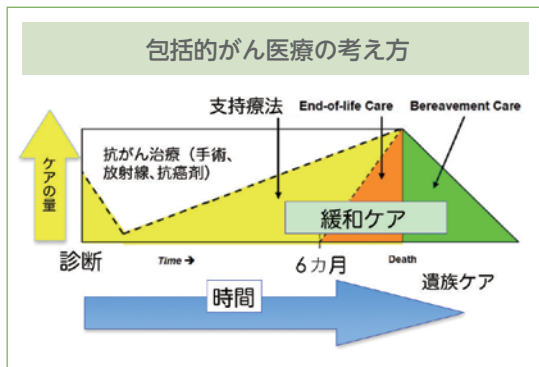 包括的がん医療の考え方
支持療法
End-of-life Care
Bereavement Care
抗がん治療（手術、
放射線、抗癌剤）
ケアの量
緩和ケア
診断
Time →
6カ月
Death
遺族ケア
時間